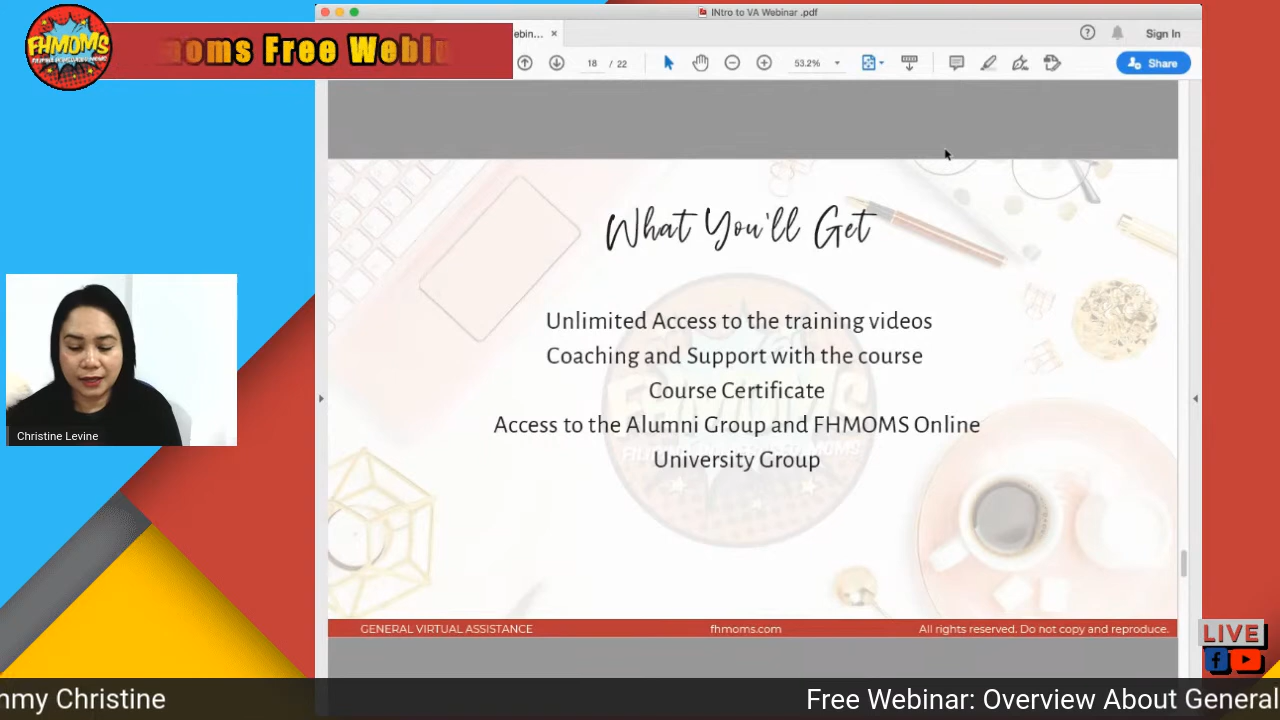 FHMOMS
moms Free Webin
INtro to VA Webinar .pdf
ebin...
Sign In
18 / 22
53.2%
Share
What You'll Get
Unlimited Access to the training videos
Coaching and Support with the course
Course Certificate
Access to the Alumni Group and FHMOMS Online
University Group
GENERAL VIRTUAL ASSISTANCE
fhmoms.com
All rights reserved. Do not copy and reproduce.
Christine Levine
LIVE
mmy Christine
Free Webinar: Overview About General